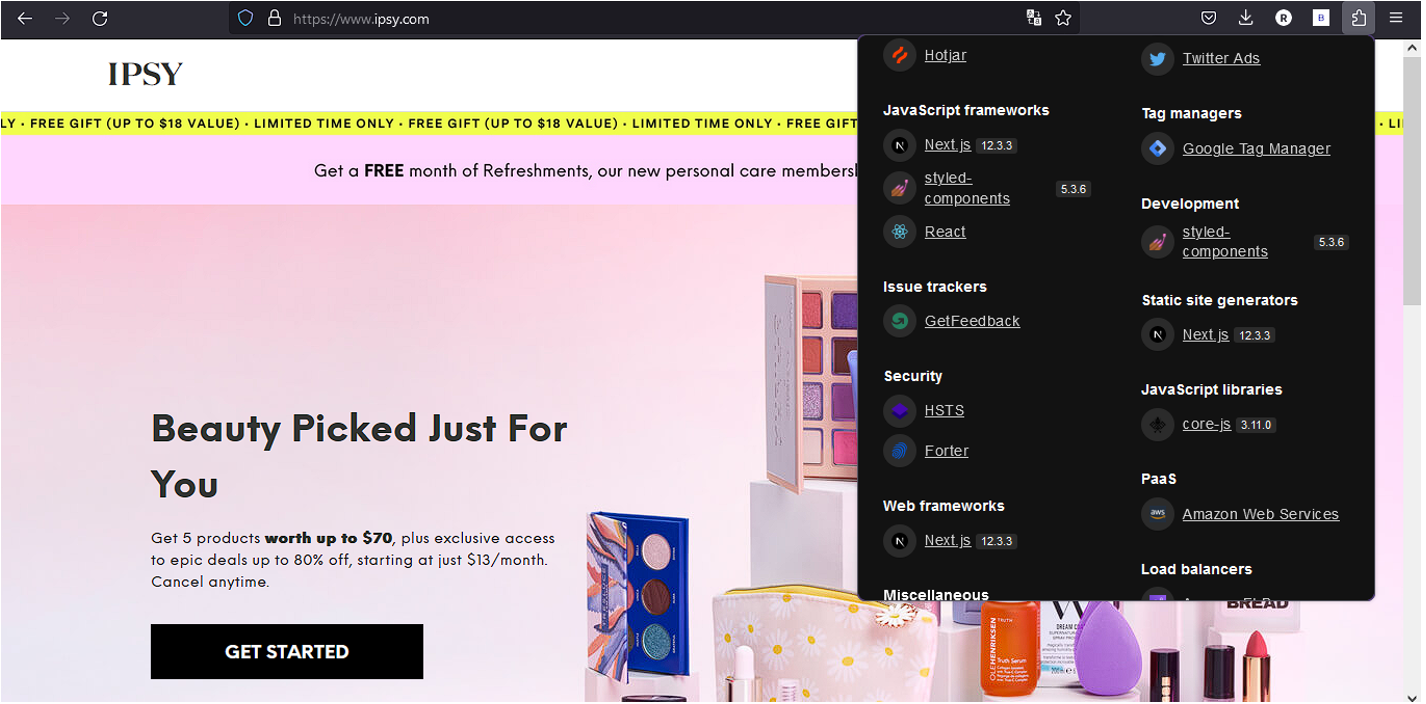 https://www.ipsy.com
IPSY
LY • FREE GIFT (UP TO $18 VALUE) • LIMITED TIME ONLY • FREE GIFT (UP TO $18 VALUE) • LIMITED TIME ONLY • FREE GIFT
• LI
Get a FREE month of Refreshments, our new personal care membersh
Beauty Picked Just For
You
Get 5 products worth up to $70, plus exclusive access
to epic deals up to 80% off, starting at just $13/month.
Cancel anytime.
GET STARTED
Hotjar
JavaScript frameworks
Next.js 12.3.3
styled-
components 5.3.6
React
Issue trackers
GetFeedback
Security
HSTS
Forter
Web frameworks
Next.js 12.3.3
Miscellaneous
Twitter Ads
Tag managers
Google Tag Manager
Development
styled-
components 5.3.6
Static site generators
Next.js 12.3.3
JavaScript libraries
core-js 3.11.0
PaaS
aws
Amazon Web Services
Load balancers
BREAD
OLEHENRIKSEN
TRUTH
Truth Serum
DREAM
R
B
N
N
N